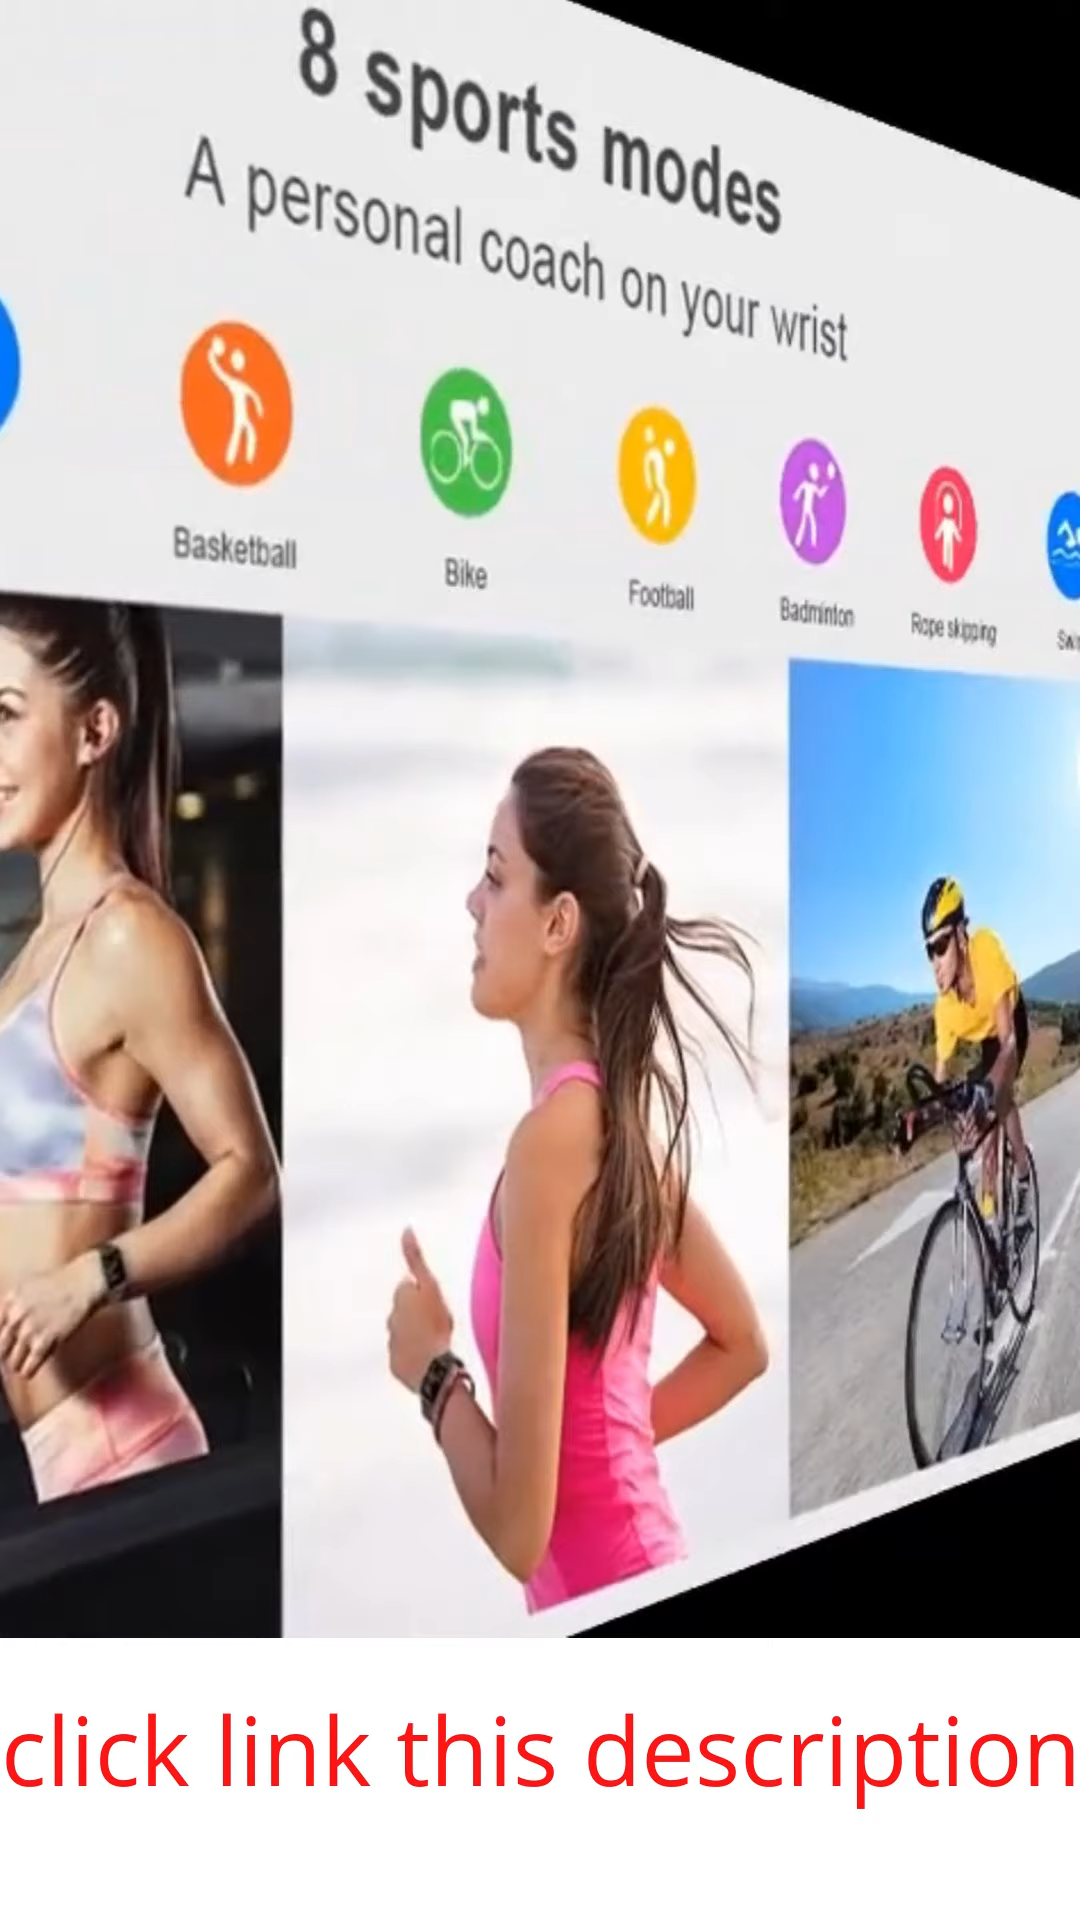 8 sports modes
A personal coach on your wrist
Basketball
Bike
Football
Badminton
Rope skipping
click link this description